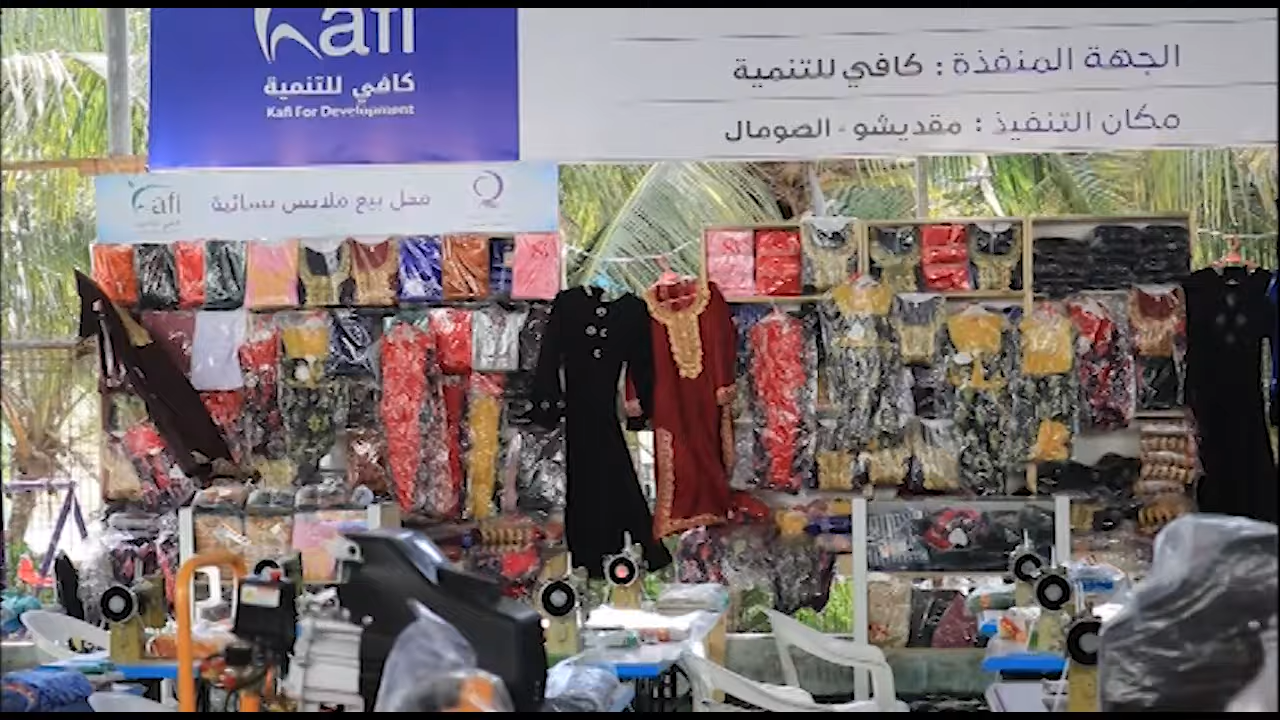 Kafi
كافي للتنمية
Kafi For Development
الجهة المنفذة : كافي للتنمية
مكان التنفيذ : مقديشو - الصومال
Kafi
محل بيع ملابس نسائية